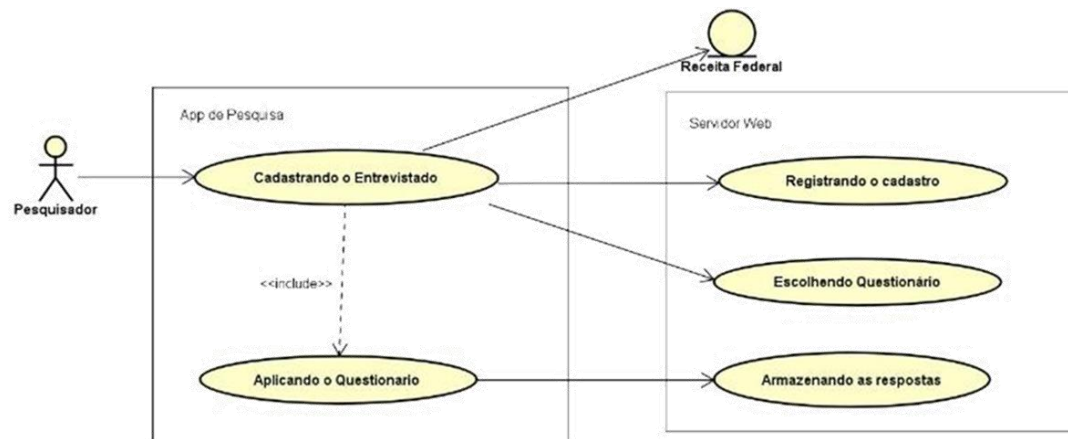 Receita Federal
App de Pesquisa
Servidor Web
Pesquisador
Cadastrando o Entrevistado
Registrando o cadastro
<<include>>
Escolhendo Questionário
Aplicando o Questionario
Armazenando as respostas